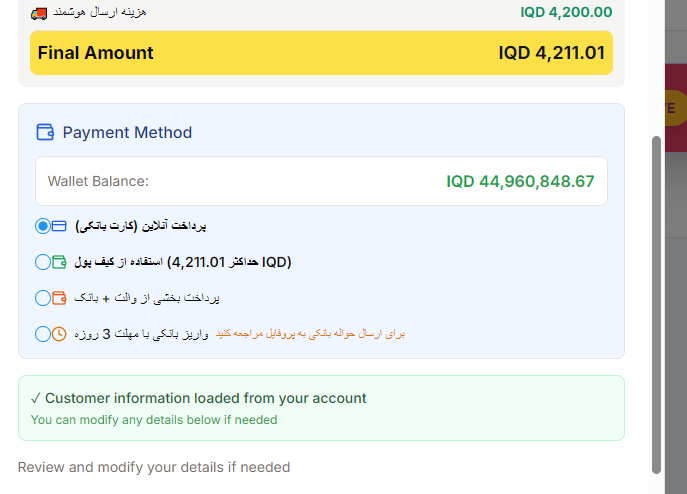 هزینه ارسال هوشمند IQD 4,200.00
Final Amount IQD 4,211.01
Payment Method
Wallet Balance: IQD 44,960,848.67
پرداخت آنلاین (کارت بانکی)
استفاده از کیف پول (حداکثر 4,211.01 IQD)
پرداخت بخشی از والت + بانک
واریز بانکی با مهلت 3 روزه برای ارسال حواله بانکی به پروفایل مراجعه کنید
✓ Customer information loaded from your account
You can modify any details below if needed
Review and modify your details if needed